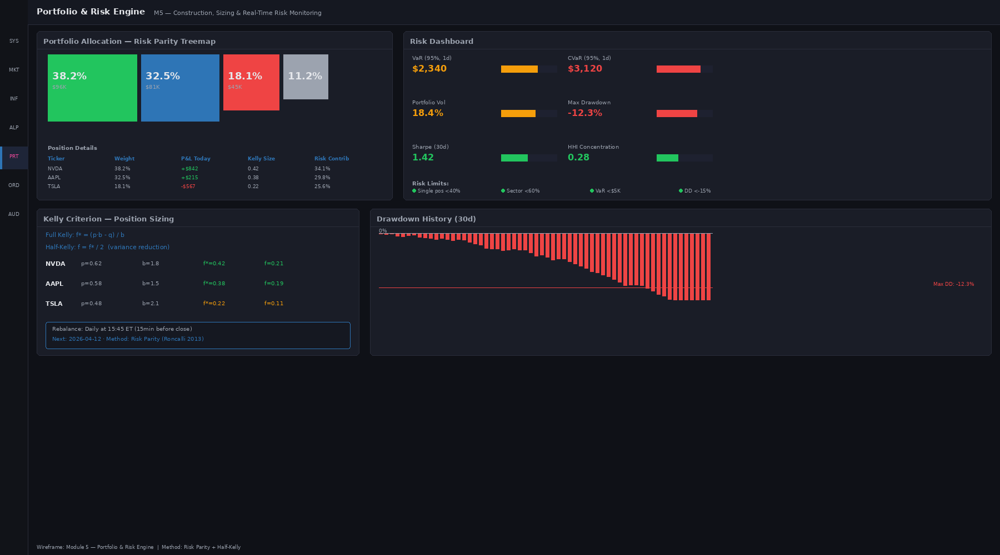 Portfolio & Risk Engine M5 — Construction, Sizing & Real-Time Risk Monitoring
SYS
MKT
INF
ALP
PRT
ORD
AUD
Portfolio Allocation — Risk Parity Treemap
38.2%
$96K
32.5%
$81K
18.1%
$45K
11.2%
Position Details
Ticker Weight P&L Today Kelly Size Risk Contrib
NVDA 38.2% +$842 0.42 34.1%
AAPL 32.5% +$215 0.38 29.8%
TSLA 18.1% -$567 0.22 25.6%
Risk Dashboard
VaR (95%, 1d) CVaR (95%, 1d)
$2,340 $3,120
Portfolio Vol Max Drawdown
18.4% -12.3%
Sharpe (30d) HHI Concentration
1.42 0.28
Risk Limits:
Single pos <40% Sector <60% VaR <$5K DD <-15%
Kelly Criterion — Position Sizing
Full Kelly: f* = (p·b - q) / b
Half-Kelly: f = f* / 2 (variance reduction)
NVDA p=0.62 b=1.8 f*=0.42 f=0.21
AAPL p=0.58 b=1.5 f*=0.38 f=0.19
TSLA p=0.48 b=2.1 f*=0.22 f=0.11
Rebalance: Daily at 15:45 ET (15min before close)
Next: 2026-04-12 · Method: Risk Parity (Roncalli 2013)
Drawdown History (30d)
0%
Max DD: -12.3%
Wireframe: Module 5 — Portfolio & Risk Engine | Method: Risk Parity + Half-Kelly